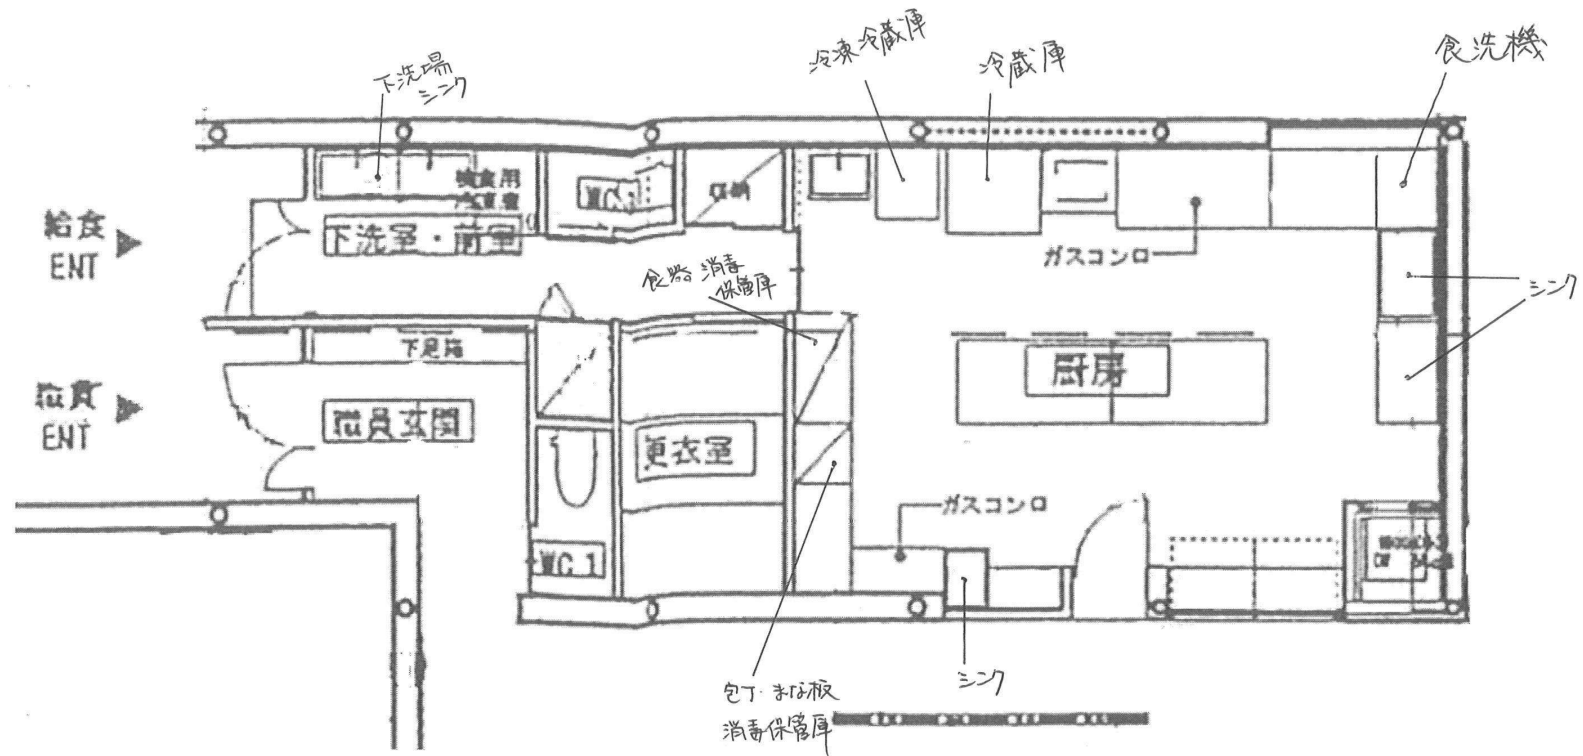 冷凍冷蔵庫
冷蔵庫
食洗機
下洗場
シンク
検食用
WC.
収納
給食
ENT
下洗室・前室
ガスコンロ
シンク
食器消毒
保管庫
下足箱
厨房
職員
ENT
職員玄関
更衣室
ガスコンロ
WC.1
シンク
包丁・まな板
消毒保管庫